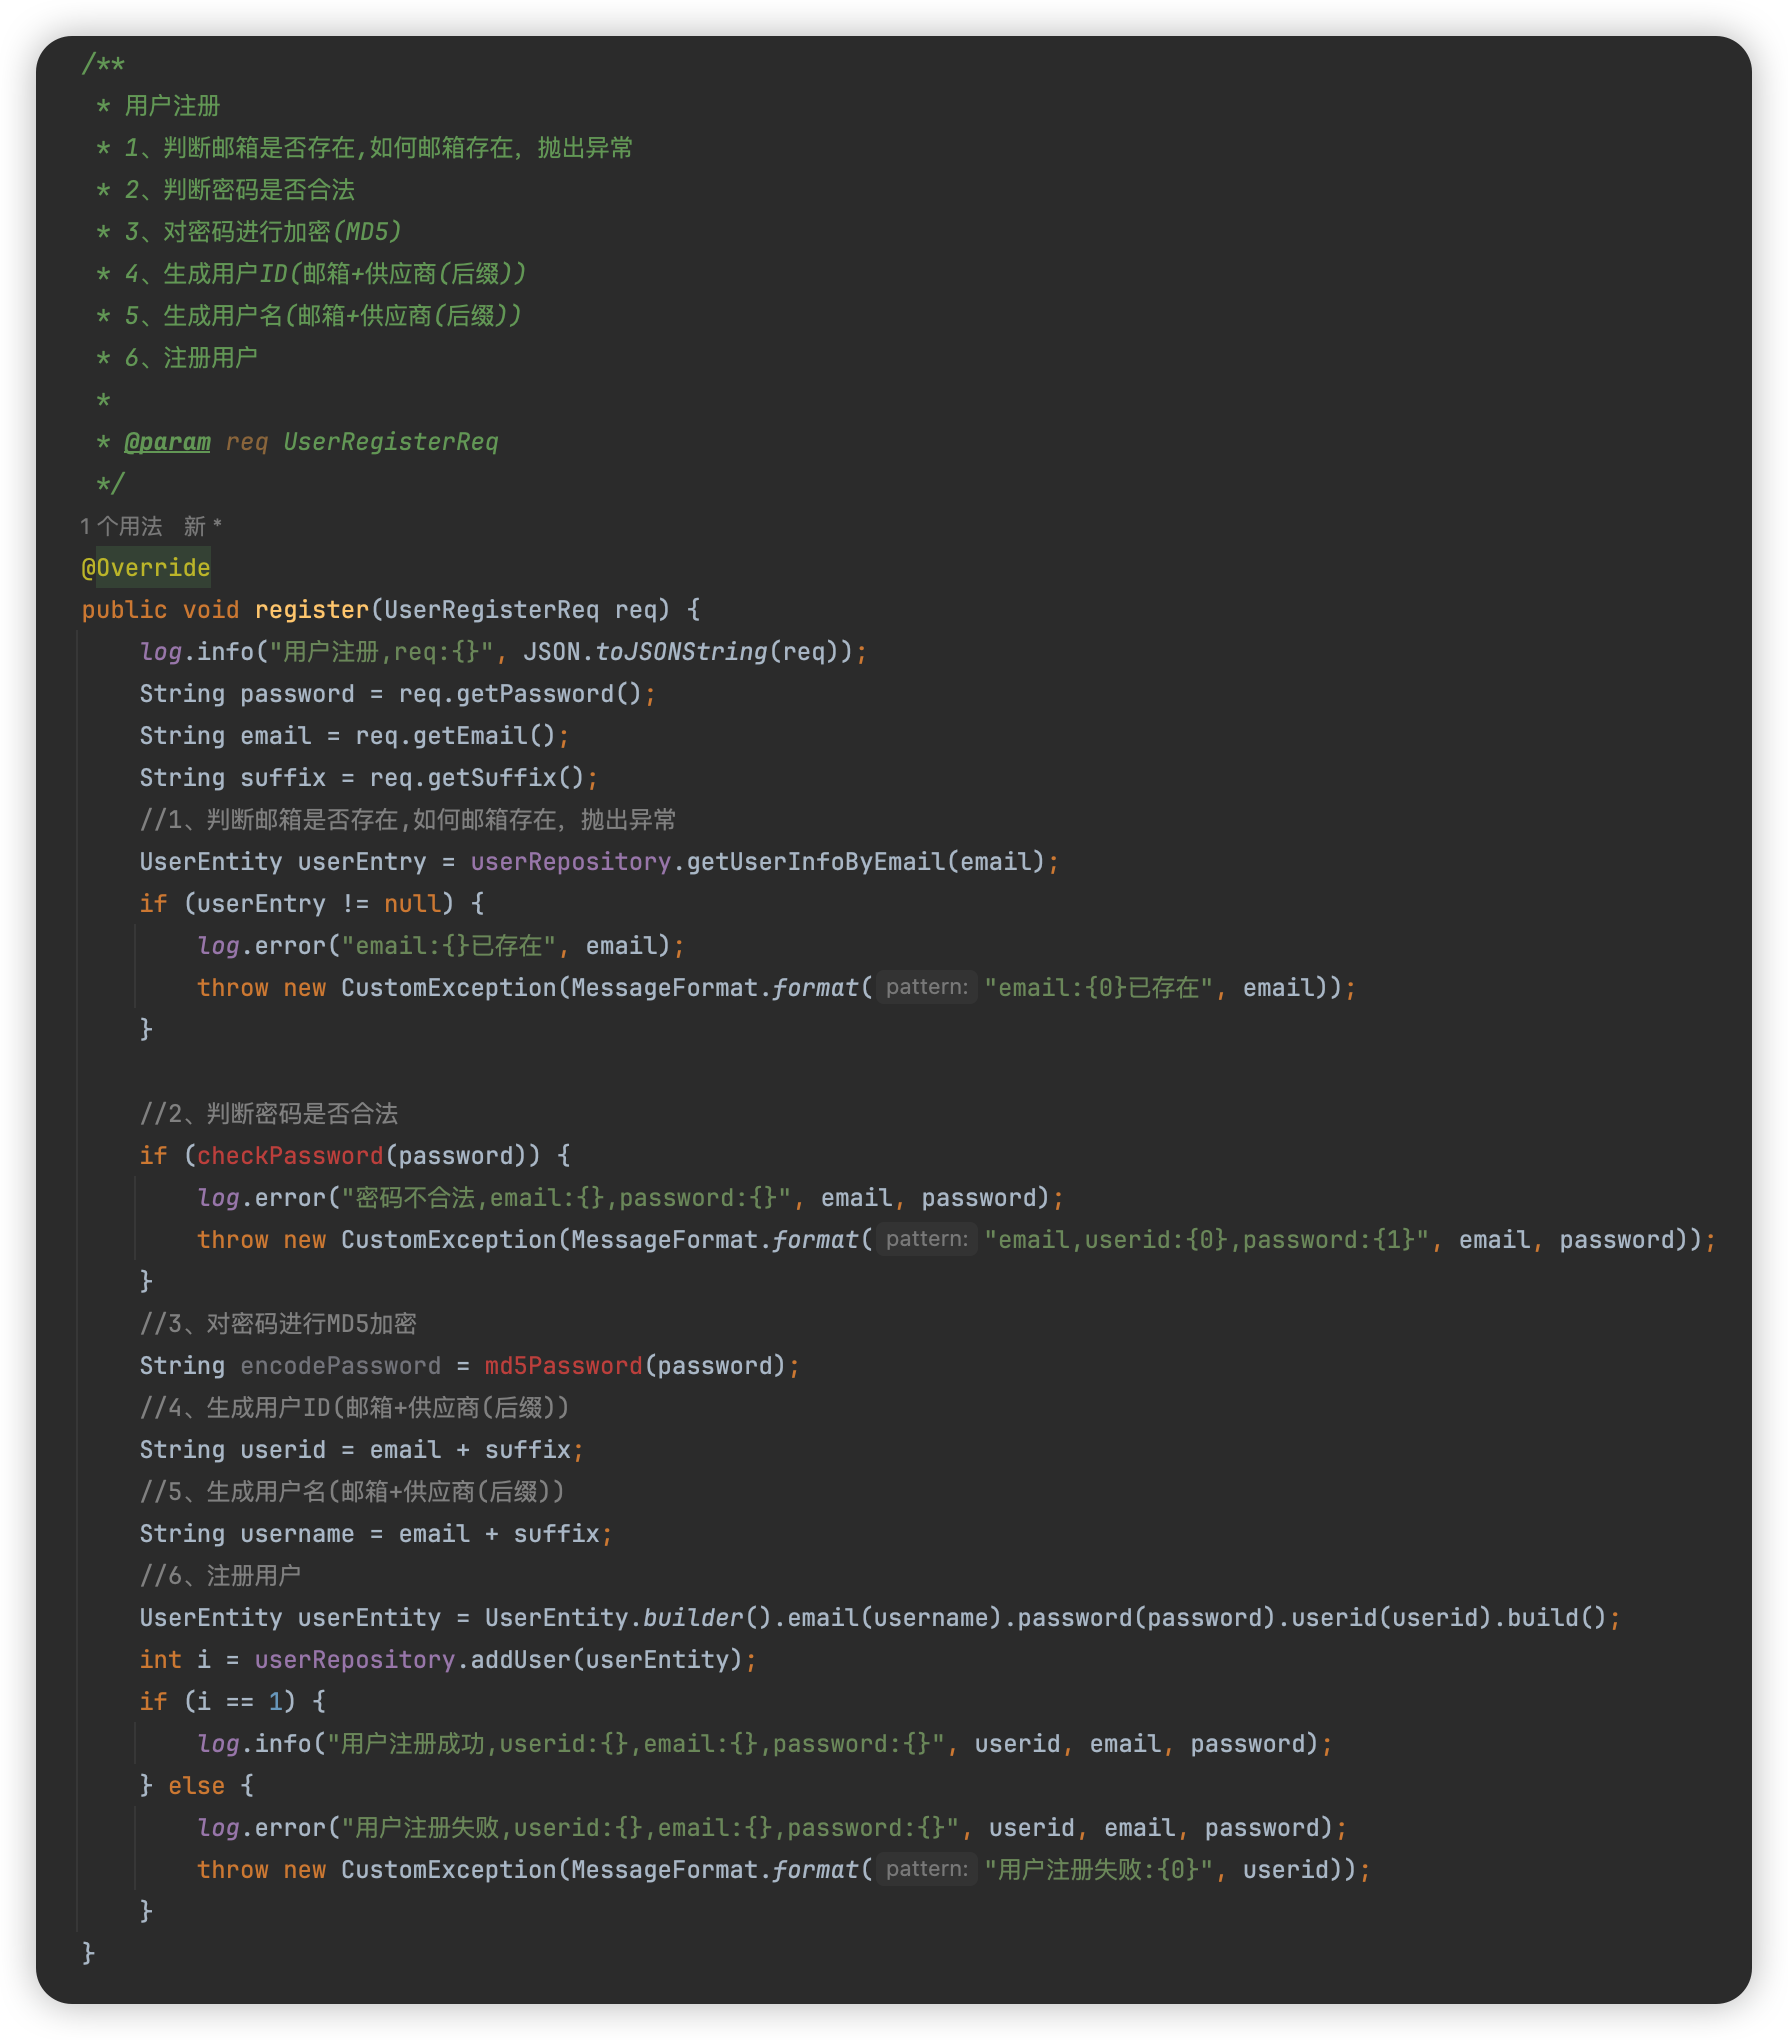 /**
 * 用户注册
 * 1、判断邮箱是否存在,如何邮箱存在，抛出异常
 * 2、判断密码是否合法
 * 3、对密码进行加密(MD5)
 * 4、生成用户ID(邮箱+供应商(后缀))
 * 5、生成用户名(邮箱+供应商(后缀))
 * 6、注册用户
 *
 * @param req UserRegisterReq
 */
1 个用法 新 *
@Override
public void register(UserRegisterReq req) {
    log.info("用户注册,req:{}", JSON.toJSONString(req));
    String password = req.getPassword();
    String email = req.getEmail();
    String suffix = req.getSuffix();
    //1、判断邮箱是否存在,如何邮箱存在，抛出异常
    UserEntity userEntry = userRepository.getUserInfoByEmail(email);
    if (userEntry != null) {
        log.error("email:{}已存在", email);
        throw new CustomException(MessageFormat.format( pattern: "email:{0}已存在", email));
    }
    //2、判断密码是否合法
    if (checkPassword(password)) {
        log.error("密码不合法,email:{},password:{}", email, password);
        throw new CustomException(MessageFormat.format( pattern: "email,userid:{0},password:{1}", email, password));
    }
    //3、对密码进行MD5加密
    String encodePassword = md5Password(password);
    //4、生成用户ID(邮箱+供应商(后缀))
    String userid = email + suffix;
    //5、生成用户名(邮箱+供应商(后缀))
    String username = email + suffix;
    //6、注册用户
    UserEntity userEntity = UserEntity.builder().email(username).password(password).userid(userid).build();
    int i = userRepository.addUser(userEntity);
    if (i == 1) {
        log.info("用户注册成功,userid:{},email:{},password:{}", userid, email, password);
    } else {
        log.error("用户注册失败,userid:{},email:{},password:{}", userid, email, password);
        throw new CustomException(MessageFormat.format( pattern: "用户注册失败:{0}", userid));
    }
}